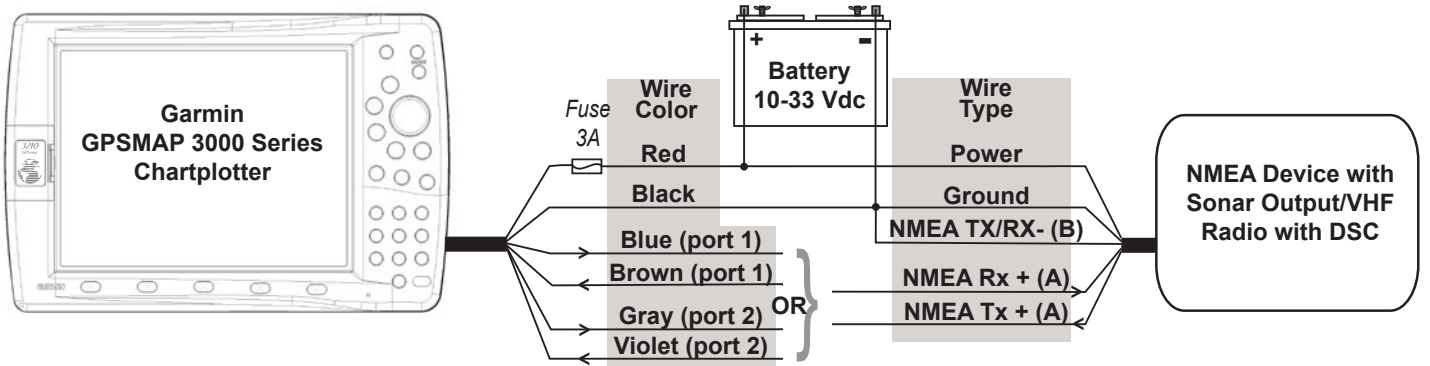 Garmin
GPSMAP 3000 Series
Chartplotter
3210
Fuse
3A
Wire
Color
Red
Black
Blue (port 1)
Brown (port 1)
Gray (port 2)
Violet (port 2)
OR
+
-
Battery
10-33 Vdc
Wire
Type
Power
Ground
NMEA TX/RX- (B)
NMEA Rx + (A)
NMEA Tx + (A)
NMEA Device with
Sonar Output/VHF
Radio with DSC